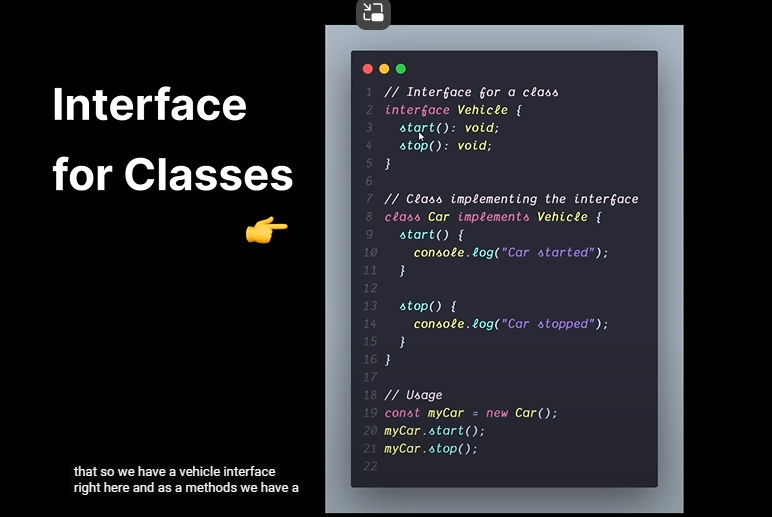 Interface
for Classes
1 // Interface for a class
2 interface Vehicle {
3 start(): void;
4 stop(): void;
5 }
6
7 // Class implementing the interface
8 class Car implements Vehicle {
9 start() {
10 console.log("Car started");
11 }
12
13 stop() {
14 console.log("Car stopped");
15 }
16 }
17
18 // Usage
19 const myCar = new Car();
20 myCar.start();
21 myCar.stop();
22
that so we have a vehicle interface
right here and as a methods we have a